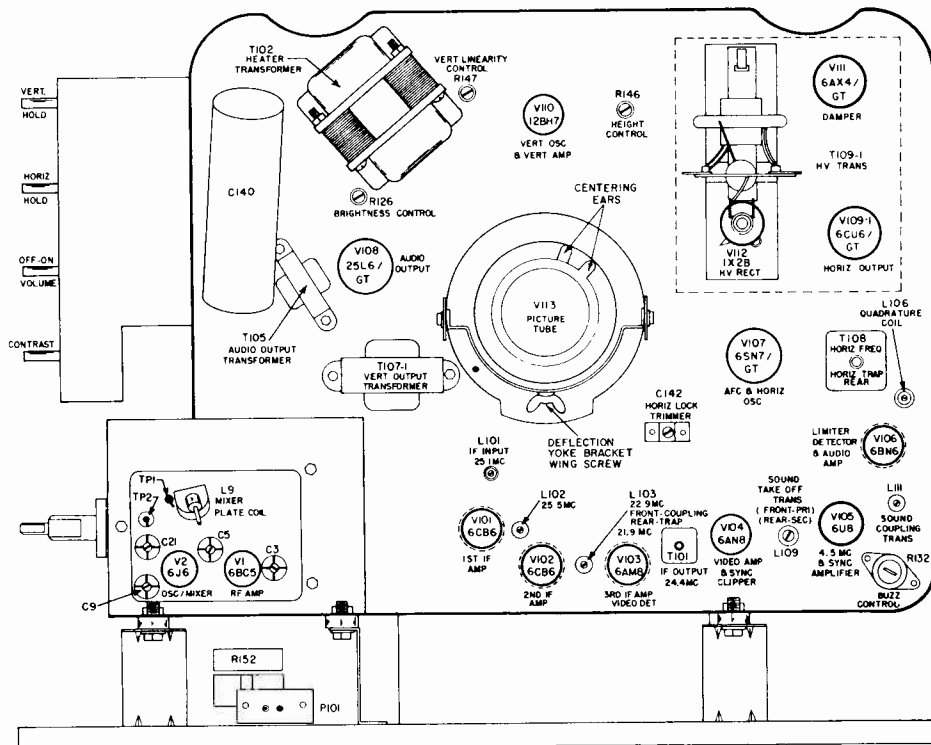 T102
HEATER
TRANSFORMER
VERT LINEARITY
CONTROL
R147
VERT.
HOLD
HORIZ
HOLD
OFF-ON
VOLUME
CONTRAST
C140
R126
BRIGHTNESS CONTROL
V110
12BH7
VERT OSC
& VERT AMP
R146
HEIGHT
CONTROL
V111
6AX4/
GT
DAMPER
T109-1
HV TRANS
V109-1
6CU6/
GT
HORIZ OUTPUT
V112
1X2B
HV RECT
CENTERING
EARS
V108
25L6/
GT
AUDIO
OUTPUT
T105
AUDIO OUTPUT
TRANSFORMER
V113
PICTURE
TUBE
T107-1
VERT OUTPUT
TRANSFORMER
L106
QUADRATURE
COIL
V107
6SN7/
GT
AFC & HORIZ
OSC
T108
HORIZ FREQ
HORIZ TRAP
REAR
C142
HORIZ LOCK
TRIMMER
DEFLECTION
YOKE BRACKET
WING SCREW
L101
IF INPUT
25.1MC
LIMITER
DETECTOR
& AUDIO
AMP
V106
6BN6
TP1
TP2
L9
MIXER
PLATE COIL
C21
C5
C3
V2
6J6
V1
6BC5
OSC/MIXER
RF AMP
C9
V101
6CB6
1ST IF
AMP
L102
25.5MC
V102
6CB6
2ND IF
AMP
L103
22.9MC
FRONT-COUPLING
REAR-TRAP
21.9 MC
V103
6AM8
3RD IF AMP
VIDEO DET
T101
IF OUTPUT
24.4MC
V104
6AN8
VIDEO AMP
& SYNC
CLIPPER
SOUND
TAKE OFF
TRANS
(FRONT-PRI)
(REAR-SEC)
L109
V105
6U8
4.5 MC
& SYNC
AMPLIFIER
L111
SOUND
COUPLING
TRANS
R132
BUZZ
CONTROL
R152
P101